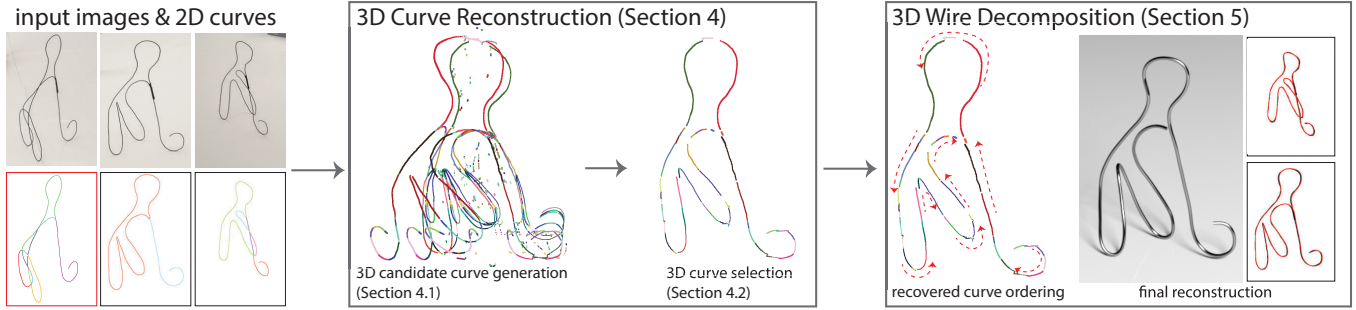 input images & 2D curves
3D Curve Reconstruction (Section 4)
3D candidate curve generation
(Section 4.1)
3D curve selection
(Section 4.2)
3D Wire Decomposition (Section 5)
recovered curve ordering
final reconstruction